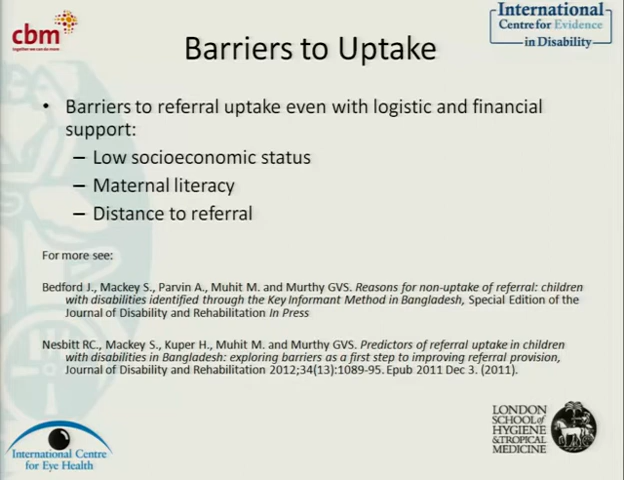 cbm
together we can do more
International
Centre for Evidence
in Disability
Barriers to Uptake
• Barriers to referral uptake even with logistic and financial
support:
– Low socioeconomic status
– Maternal literacy
– Distance to referral
For more see:
Bedford J., Mackey S., Parvin A., Muhit M. and Murthy GVS. Reasons for non-uptake of referral: children
with disabilities identified through the Key Informant Method in Bangladesh, Special Edition of the
Journal of Disability and Rehabilitation In Press
Nesbitt RC., Mackey S., Kuper H., Muhit M. and Murthy GVS. Predictors of referral uptake in children
with disabilities in Bangladesh: exploring barriers as a first step to improving referral provision,
Journal of Disability and Rehabilitation 2012;34(13):1089-95. Epub 2011 Dec 3. (2011).
International Centre
for Eye Health
LONDON
SCHOOL of
HYGIENE
& TROPICAL
MEDICINE